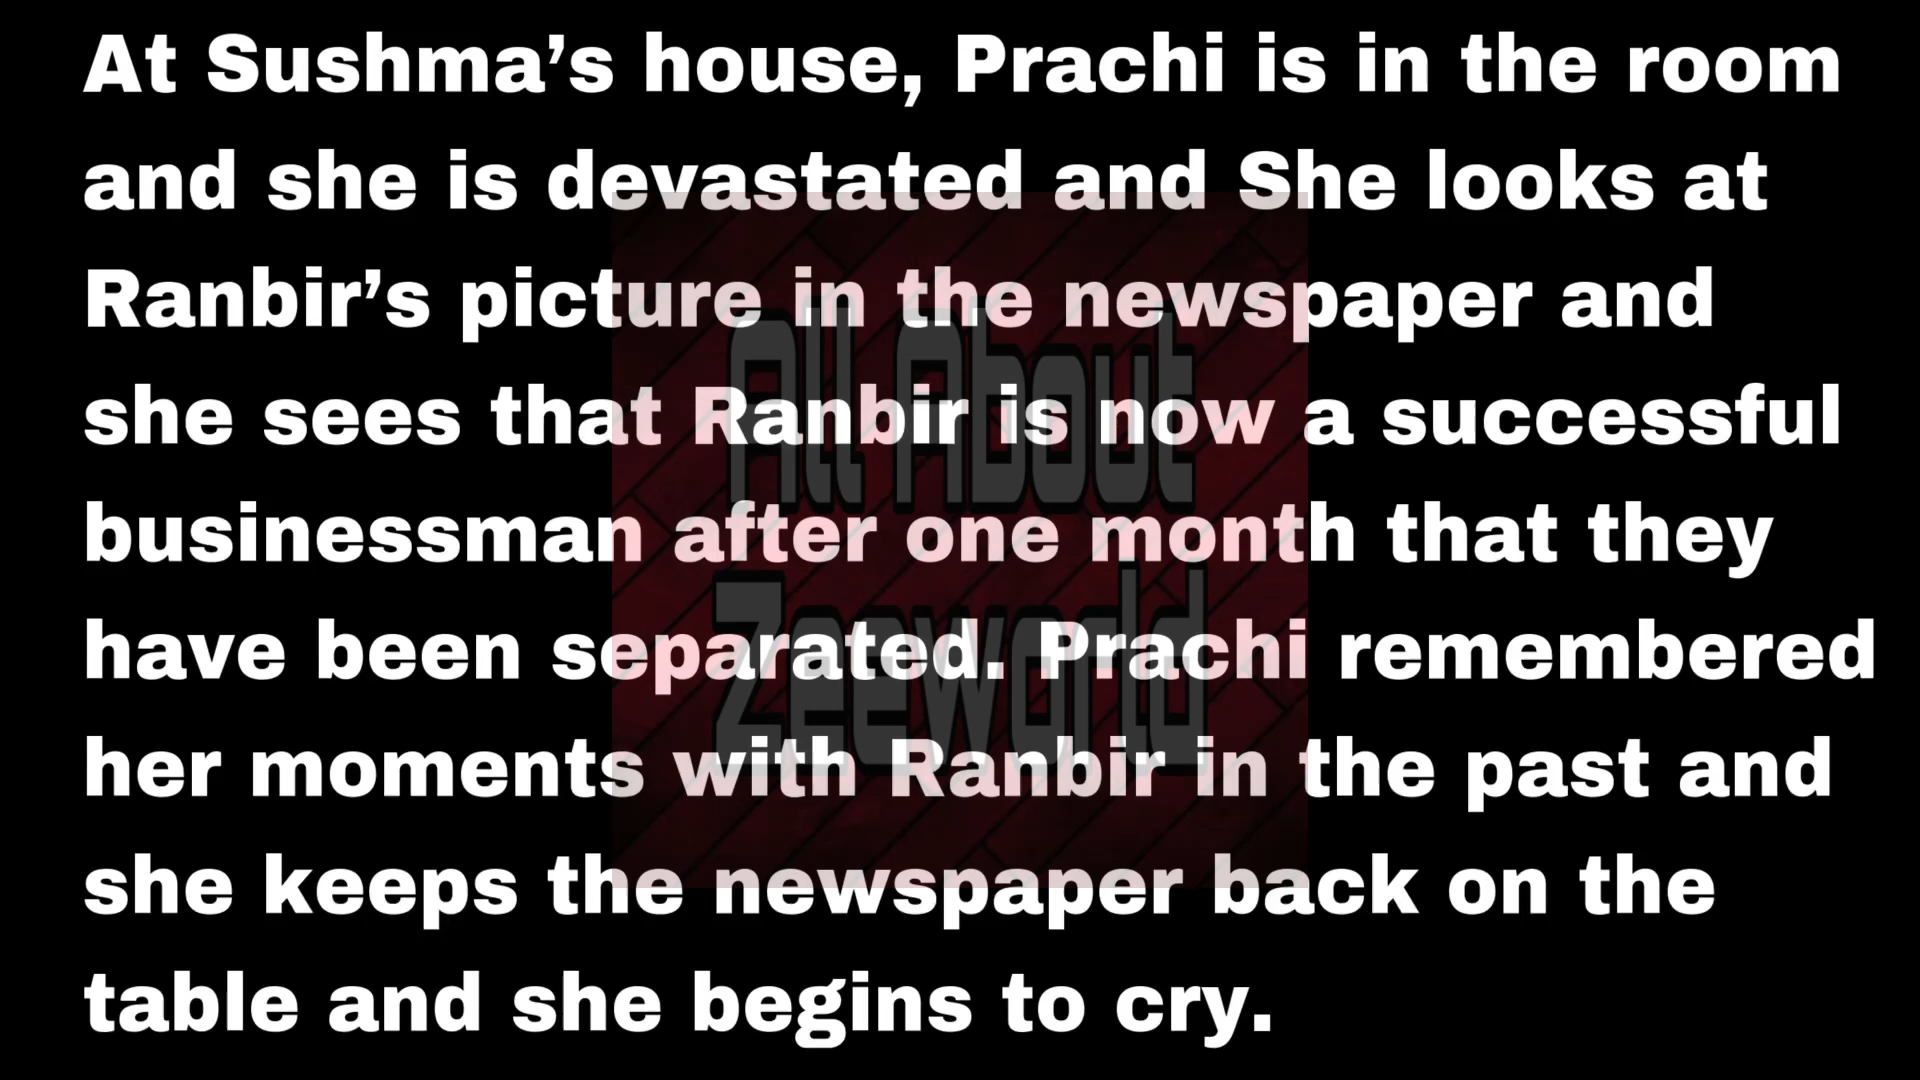 At Sushma’s house, Prachi is in the room
and she is devastated and She looks at
Ranbir’s picture in the newspaper and
she sees that Ranbir is now a successful
businessman after one month that they
have been separated. Prachi remembered
her moments with Ranbir in the past and
she keeps the newspaper back on the
table and she begins to cry.
All About
Zeeworld